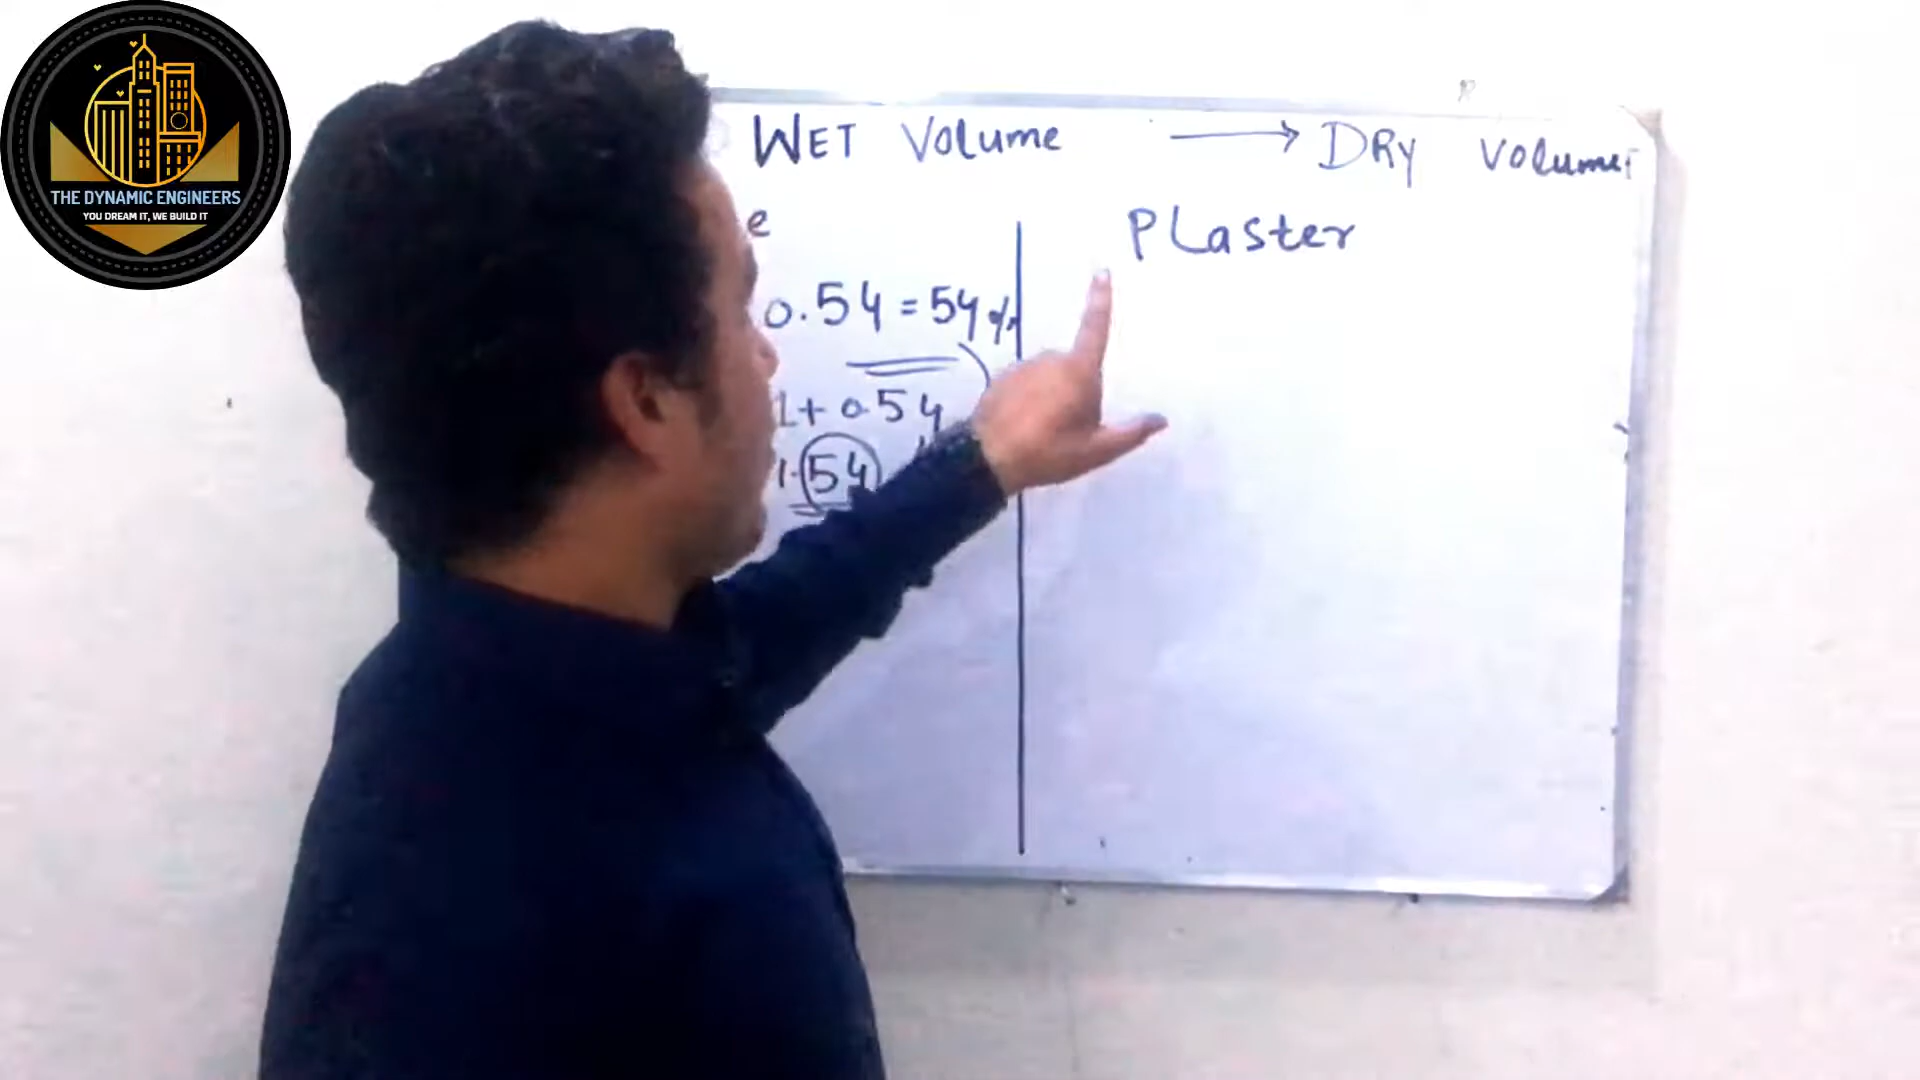 THE DYNAMIC ENGINEERS
YOU DREAM IT, WE BUILD IT
WET Volume → DRY Volume
e
0.54 = 54%
1 + 0.54
1.54
PLaster